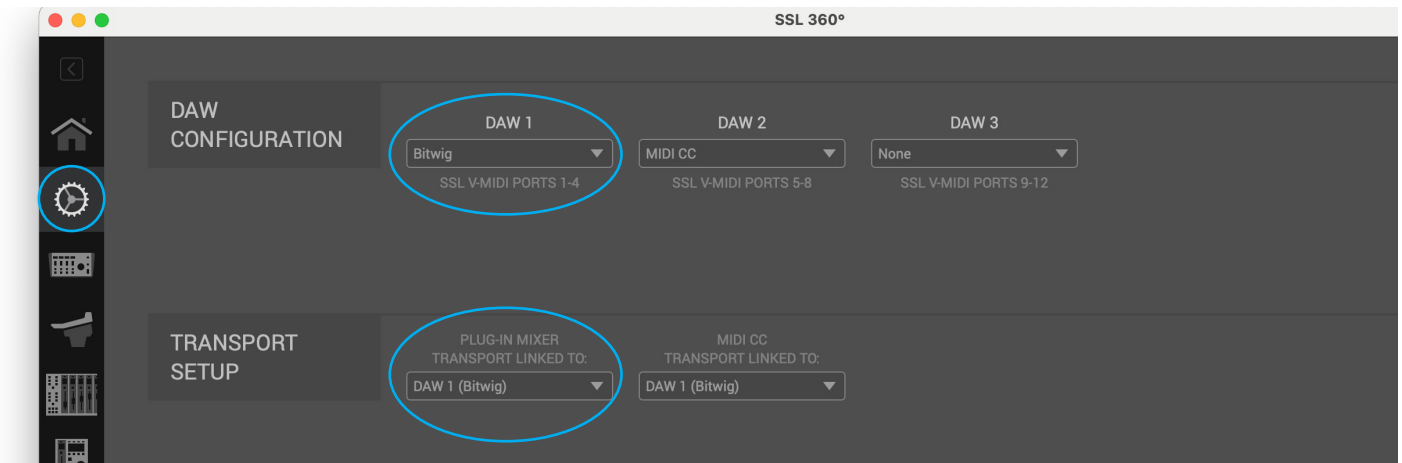 SSL 360°
DAW
CONFIGURATION
DAW 1
DAW 2
DAW 3
Bitwig
MIDI CC
None
SSL V-MIDI PORTS 1-4
SSL V-MIDI PORTS 5-8
SSL V-MIDI PORTS 9-12
TRANSPORT
SETUP
PLUG-IN MIXER
TRANSPORT LINKED TO:
DAW 1 (Bitwig)
MIDI CC
TRANSPORT LINKED TO:
DAW 1 (Bitwig)